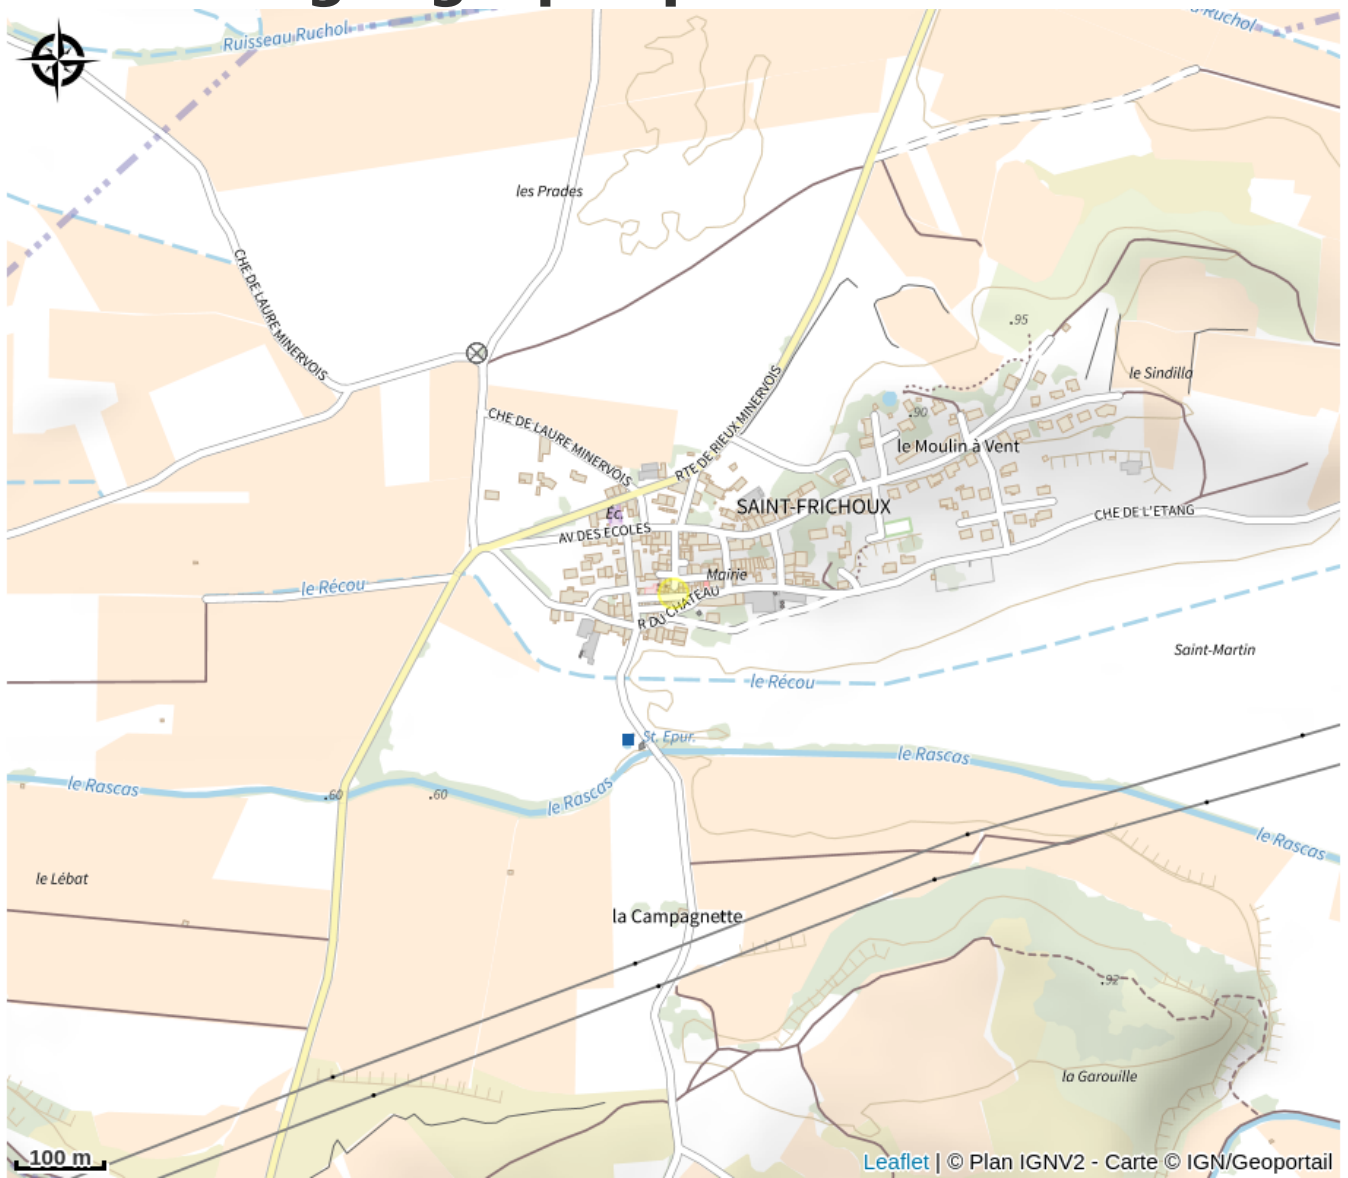 Ruisseau Ruchol
Ruchol
les Prades
CHE DE LAURE MINERVOIS
.95
le Sindilla
CHE DE LAURE MINERVOIS
RTE DE RIEUX MINERVOIS
.90
le Moulin à Vent
SAINT-FRICHOUX
Éc.
AV DES ECOLES
CHE DE L'ETANG
Mairie
le Récou
R DU CHATEAU
Saint-Martin
le Récou
St. Epur.
le Rascas
le Rascas
le Rascas
.60
.60
le Rascas
le Lébat
la Campagnette
.92
la Garouille
100 m
Leaflet | © Plan IGNV2 - Carte © IGN/Geoportail